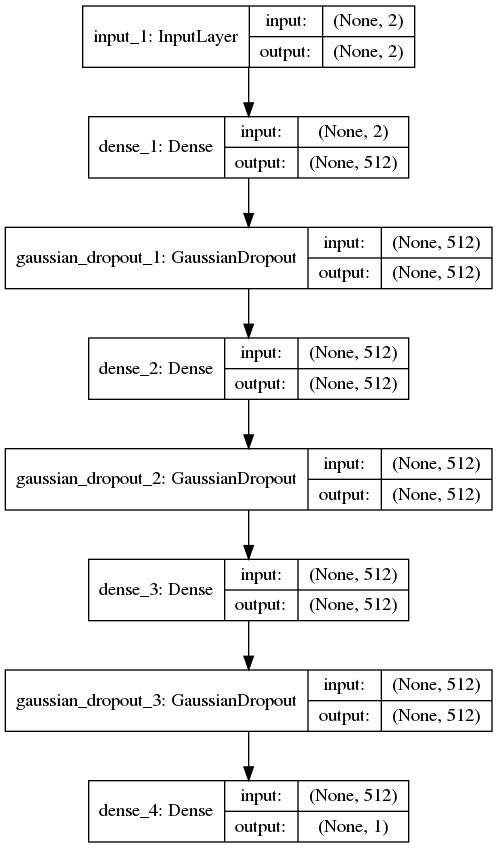 input_1: InputLayer
input: (None, 2)
output: (None, 2)
dense_1: Dense
input: (None, 2)
output: (None, 512)
gaussian_dropout_1: GaussianDropout
input: (None, 512)
output: (None, 512)
dense_2: Dense
input: (None, 512)
output: (None, 512)
gaussian_dropout_2: GaussianDropout
input: (None, 512)
output: (None, 512)
dense_3: Dense
input: (None, 512)
output: (None, 512)
gaussian_dropout_3: GaussianDropout
input: (None, 512)
output: (None, 512)
dense_4: Dense
input: (None, 512)
output: (None, 1)